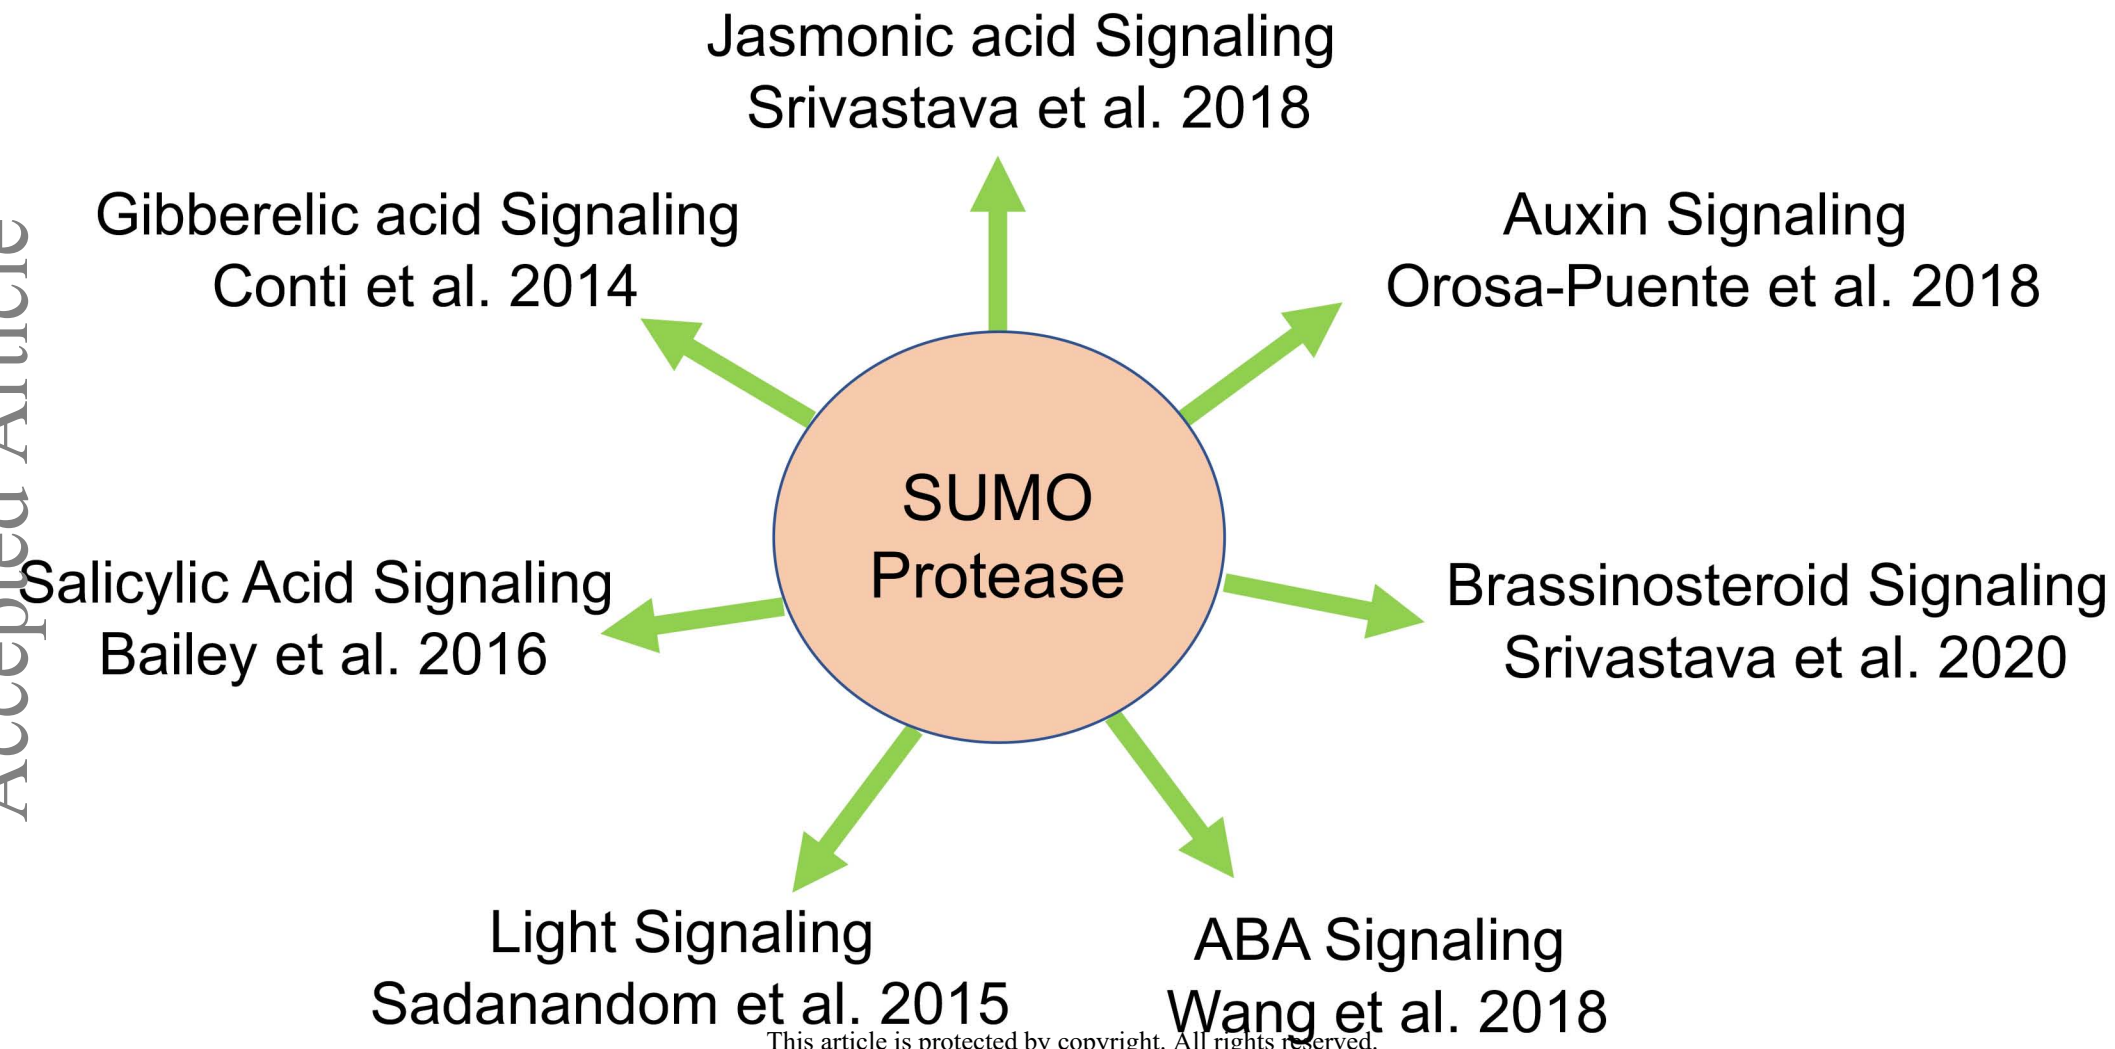 Jasmonic acid Signaling
Srivastava et al. 2018
Gibberelic acid Signaling
Conti et al. 2014
Auxin Signaling
Orosa-Puente et al. 2018
SUMO
Protease
Salicylic Acid Signaling
Bailey et al. 2016
Brassinosteroid Signaling
Srivastava et al. 2020
Light Signaling
Sadanandom et al. 2015
ABA Signaling
Wang et al. 2018
This article is protected by copyright. All rights reserved.
Accepted Article